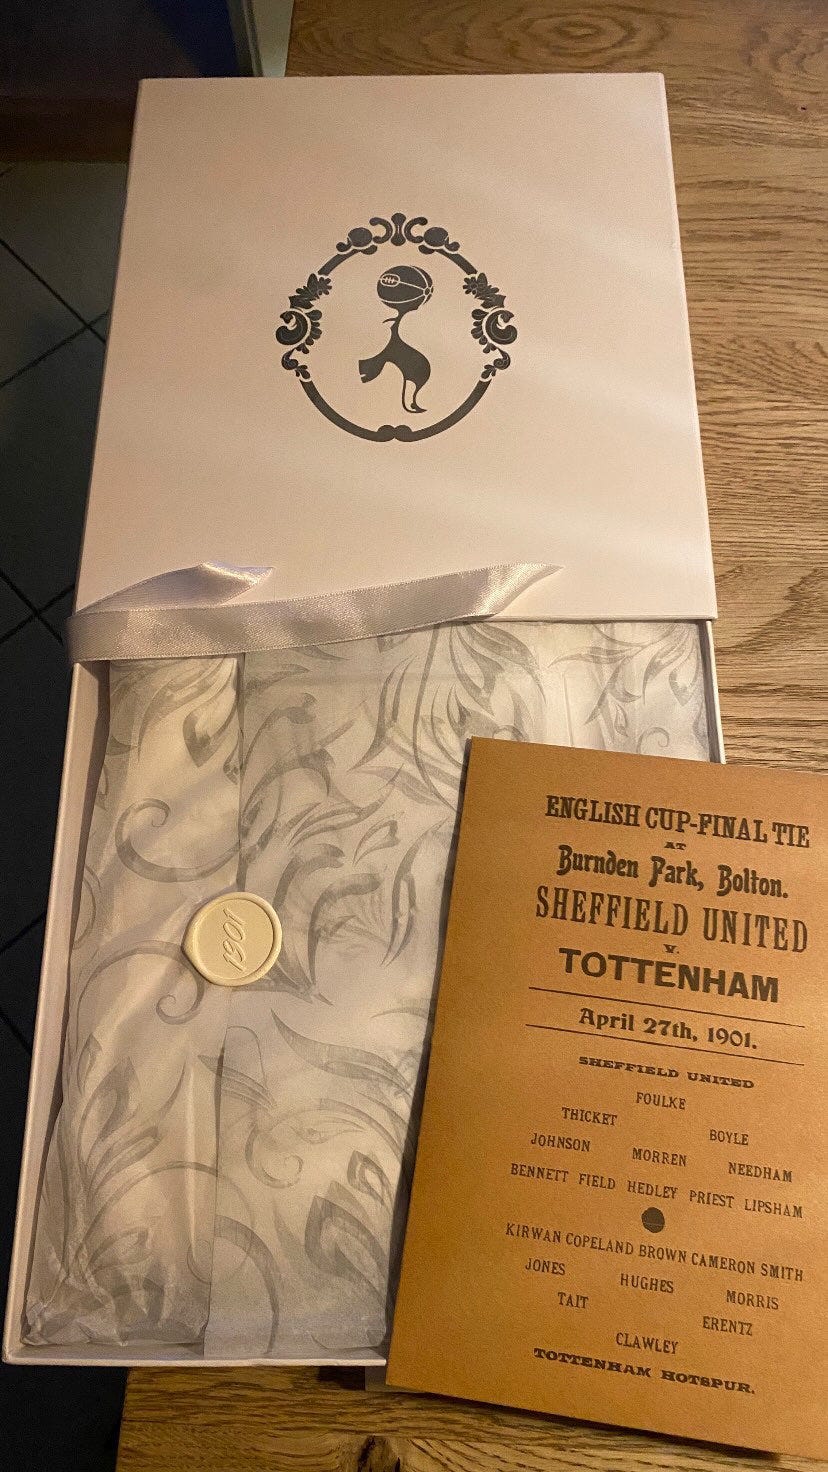 1901
ENGLISH CUP-FINAL TIE
AT
Burnden Park, Bolton.
SHEFFIELD UNITED
V.
TOTTENHAM
April 27th, 1901.
SHEFFIELD UNITED
FOULKE
THICKET BOYLE
JOHNSON MORREN NEEDHAM
BENNETT FIELD HEDLEY PRIEST LIPSHAM
KIRWAN COPELAND BROWN CAMERON SMITH
JONES HUGHES MORRIS
TAIT ERENTZ
CLAWLEY
TOTTENHAM HOTSPUR.